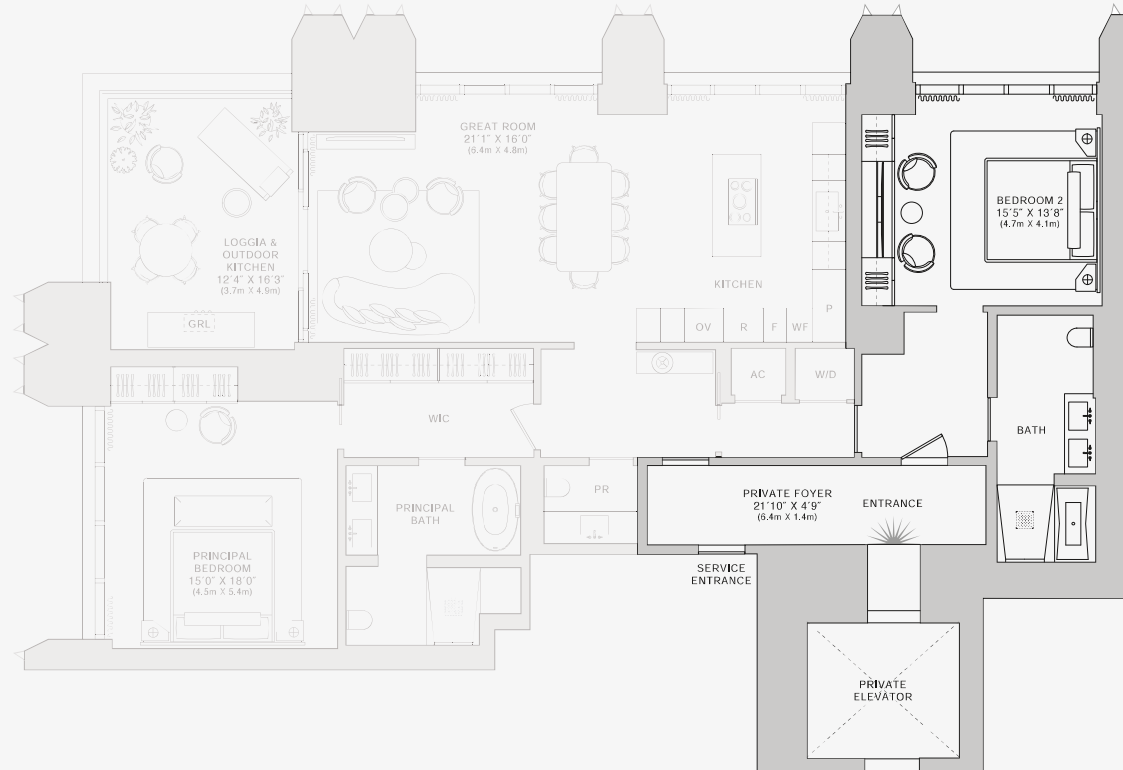 GREAT ROOM
21'1" X 16'0"
(6.4m X 4.8m)
LOGGIA &
OUTDOOR
KITCHEN
12'4" X 16'3"
(3.7m X 4.9m)
GRL
KITCHEN
OV
R
F
WF
P
BEDROOM 2
15'5" X 13'8"
(4.7m X 4.1m)
AC
W/D
WIC
BATH
PRINCIPAL
BATH
PR
PRIVATE FOYER
21'10" X 4'9"
(6.4m X 1.4m)
ENTRANCE
PRINCIPAL
BEDROOM
15'0" X 18'0"
(4.5m X 5.4m)
SERVICE
ENTRANCE
PRIVATE
ELEVATOR